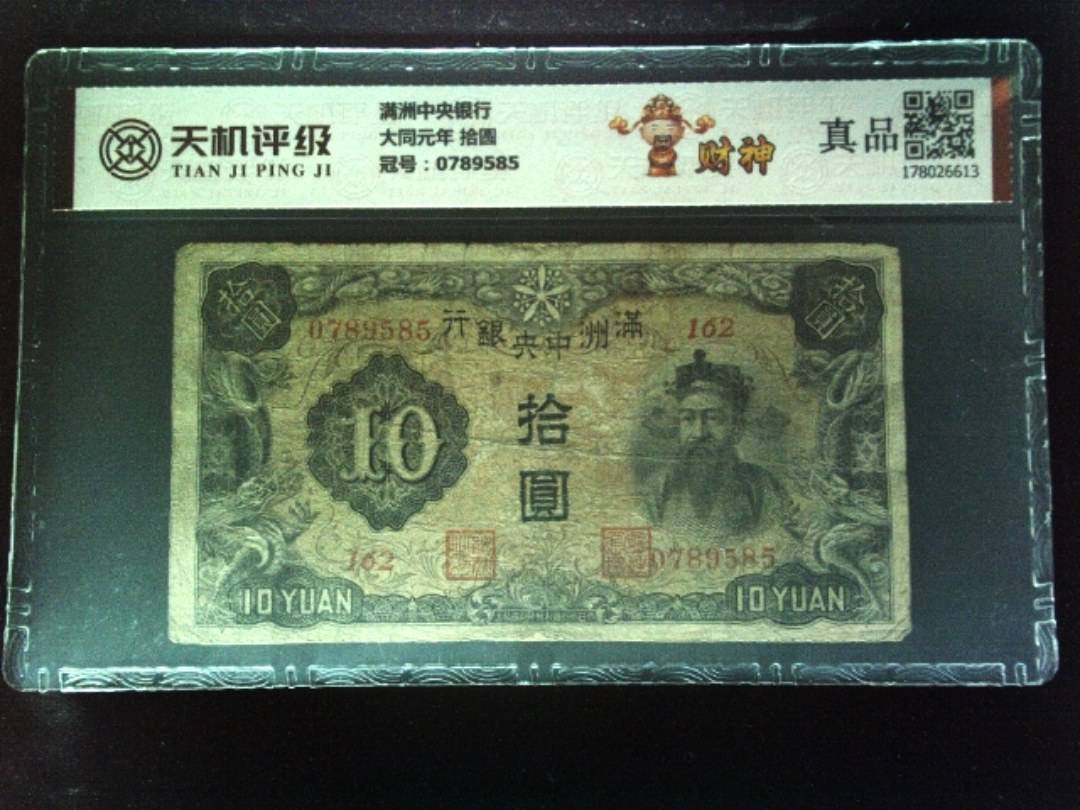 天机评级
TIAN JI PING JI
满洲中央银行
大同元年 拾圆
冠号：0789585
财神
真品
178026613
拾圓
拾圓
0789585
行銀央中洲滿
162
10
拾
圓
162
0789585
10 YUAN
10 YUAN